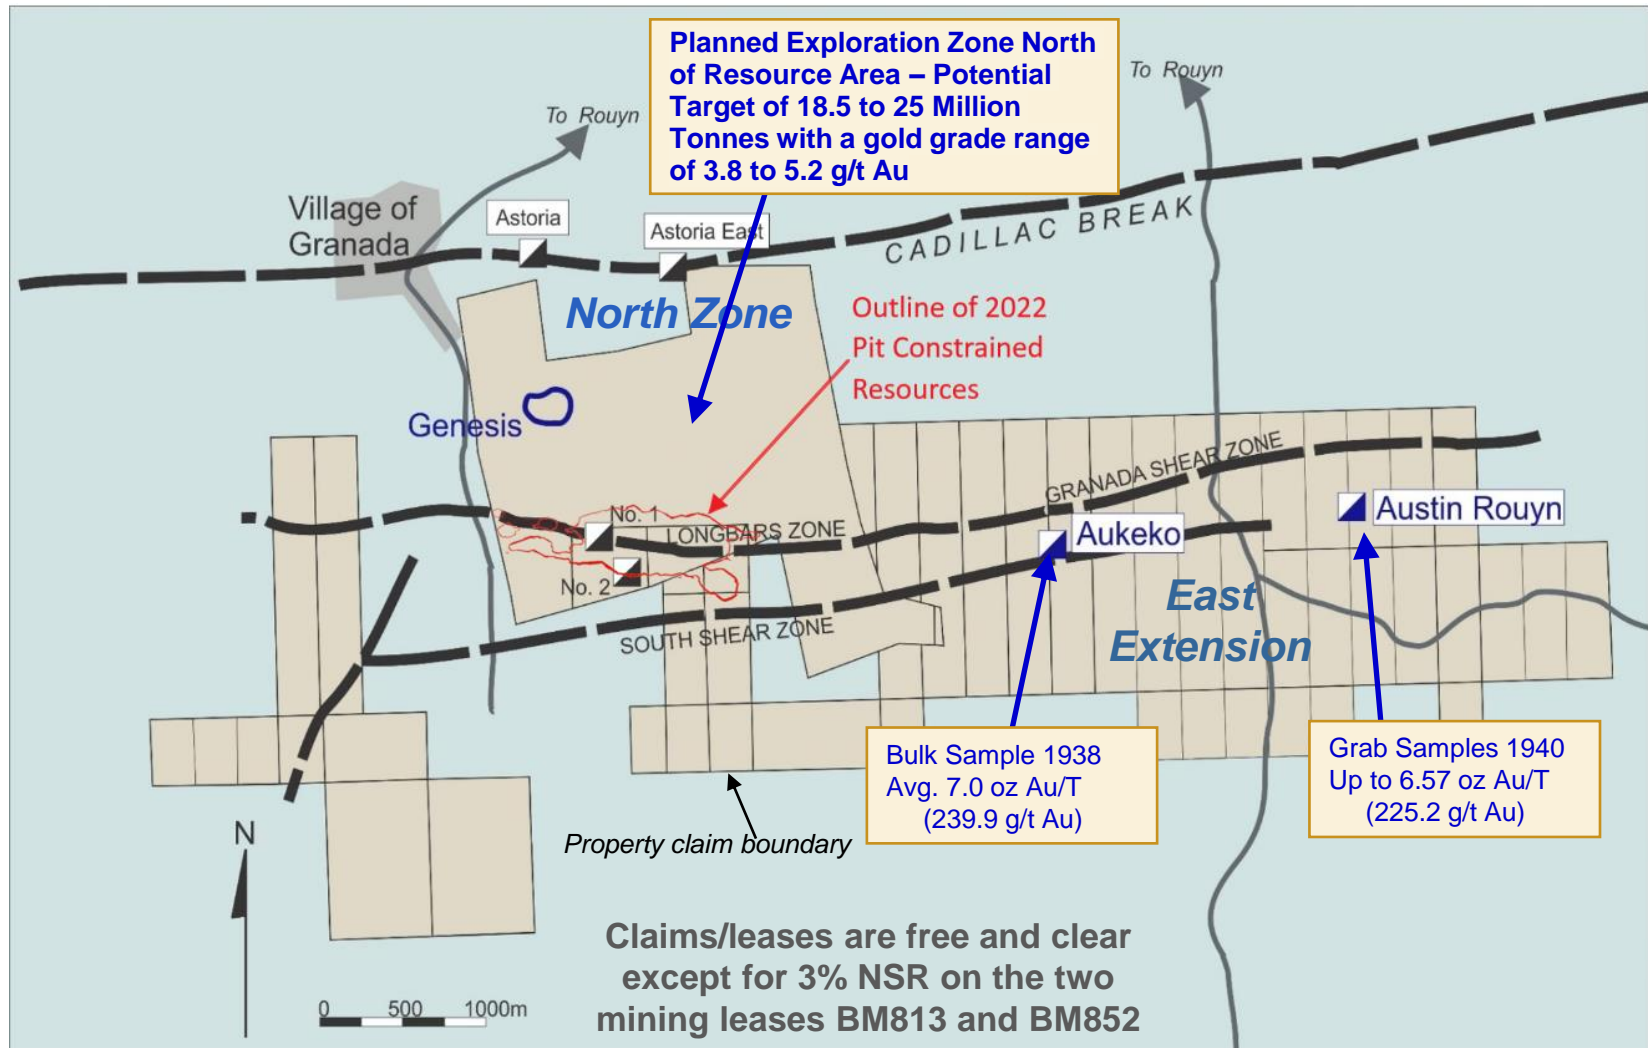 Planned Exploration Zone North
of Resource Area – Potential
Target of 18.5 to 25 Million
Tonnes with a gold grade range
of 3.8 to 5.2 g/t Au
To Rouyn
To Rouyn
Village of
Granada
Astoria
Astoria East
CADILLAC BREAK
North Zone
Outline of 2022
Pit Constrained
Resources
Genesis
GRANADA SHEAR ZONE
No. 1
LONGBARS ZONE
Aukeko
Austin Rouyn
No. 2
SOUTH SHEAR ZONE
East
Extension
Bulk Sample 1938
Avg. 7.0 oz Au/T
(239.9 g/t Au)
Grab Samples 1940
Up to 6.57 oz Au/T
(225.2 g/t Au)
Property claim boundary
N
0 500 1000m
Claims/leases are free and clear
except for 3% NSR on the two
mining leases BM813 and BM852